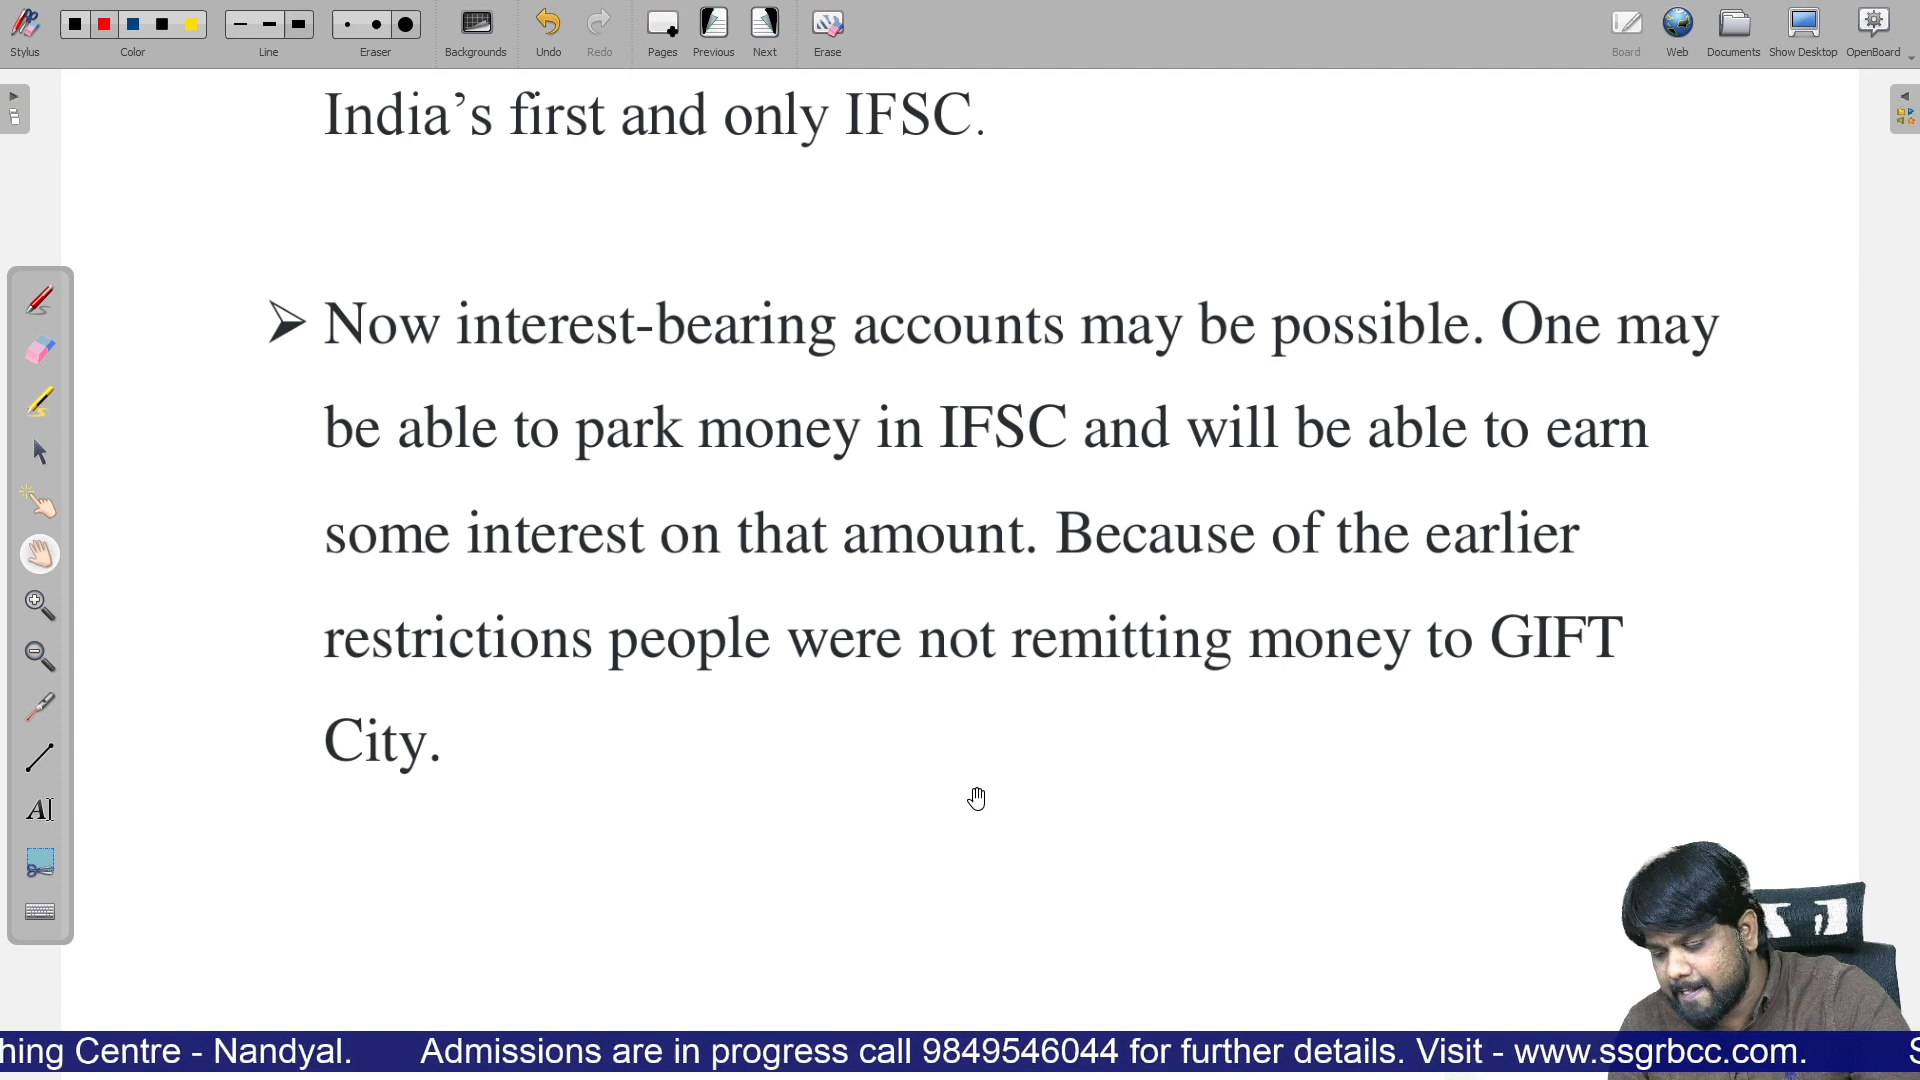 Stylus Color Line Eraser Backgrounds Undo Redo Pages Previous Next Erase Board Web Documents Show Desktop OpenBoard
India’s first and only IFSC.
➢ Now interest-bearing accounts may be possible. One may
be able to park money in IFSC and will be able to earn
some interest on that amount. Because of the earlier
restrictions people were not remitting money to GIFT
City.
hing Centre - Nandyal. Admissions are in progress call 9849546044 for further details. Visit - www.ssgrbcc.com. S